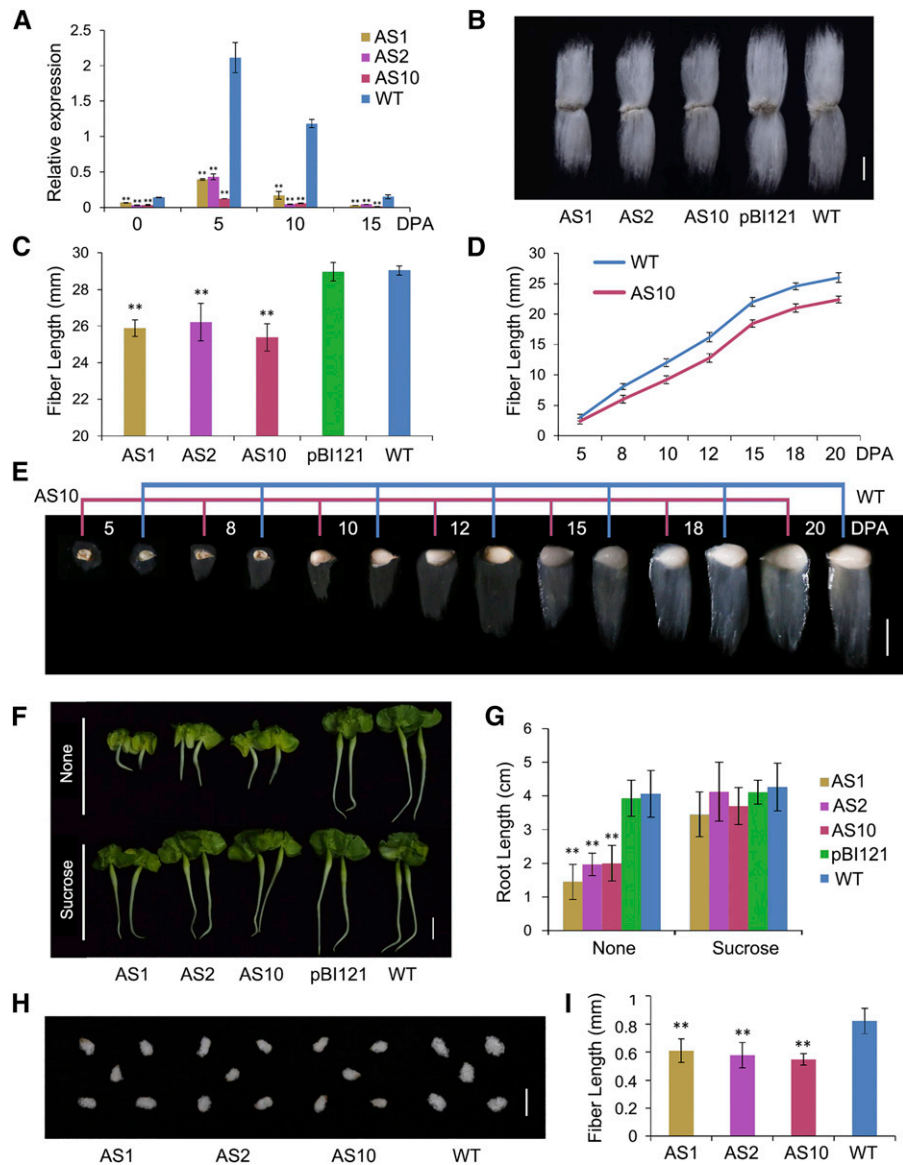 A
Relative expression
2.5
2
1.5
1
0.5
0
AS1
AS2
AS10
WT
** ** **
** ** **
** ** **
** ** **
0 5 10 15 DPA
B
AS1 AS2 AS10 pBI121 WT
C
Fiber Length (mm)
32
30
28
26
24
22
20
** ** **
AS1 AS2 AS10 pBI121 WT
D
Fiber Length (mm)
30
25
20
15
10
5
0
WT
AS10
5 8 10 12 15 18 20 DPA
E
AS10 WT
5 8 10 12 15 18 20 DPA
F
None
Sucrose
AS1 AS2 AS10 pBI121 WT
G
Root Length (cm)
6
5
4
3
2
1
0
** ** **
None Sucrose
AS1
AS2
AS10
pBI121
WT
H
AS1 AS2 AS10 WT
I
Fiber Length (mm)
1
0.8
0.6
0.4
0.2
0
** ** **
AS1 AS2 AS10 WT